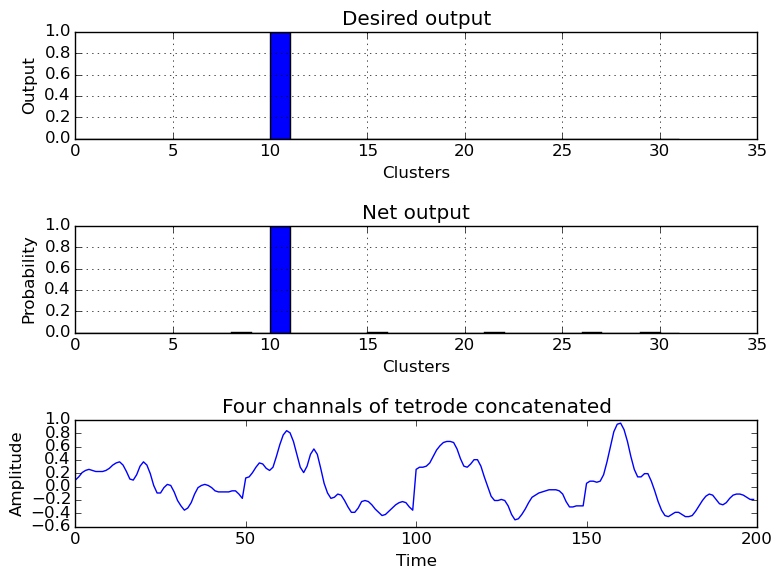 Desired output
Output
1.0
0.8
0.6
0.4
0.2
0.0
0 5 10 15 20 25 30 35
Clusters
Net output
Probability
1.0
0.8
0.6
0.4
0.2
0.0
0 5 10 15 20 25 30 35
Clusters
Four channals of tetrode concatenated
Amplitude
1.0
0.8
0.6
0.4
0.2
0.0
−0.2
−0.4
−0.6
0 50 100 150 200
Time